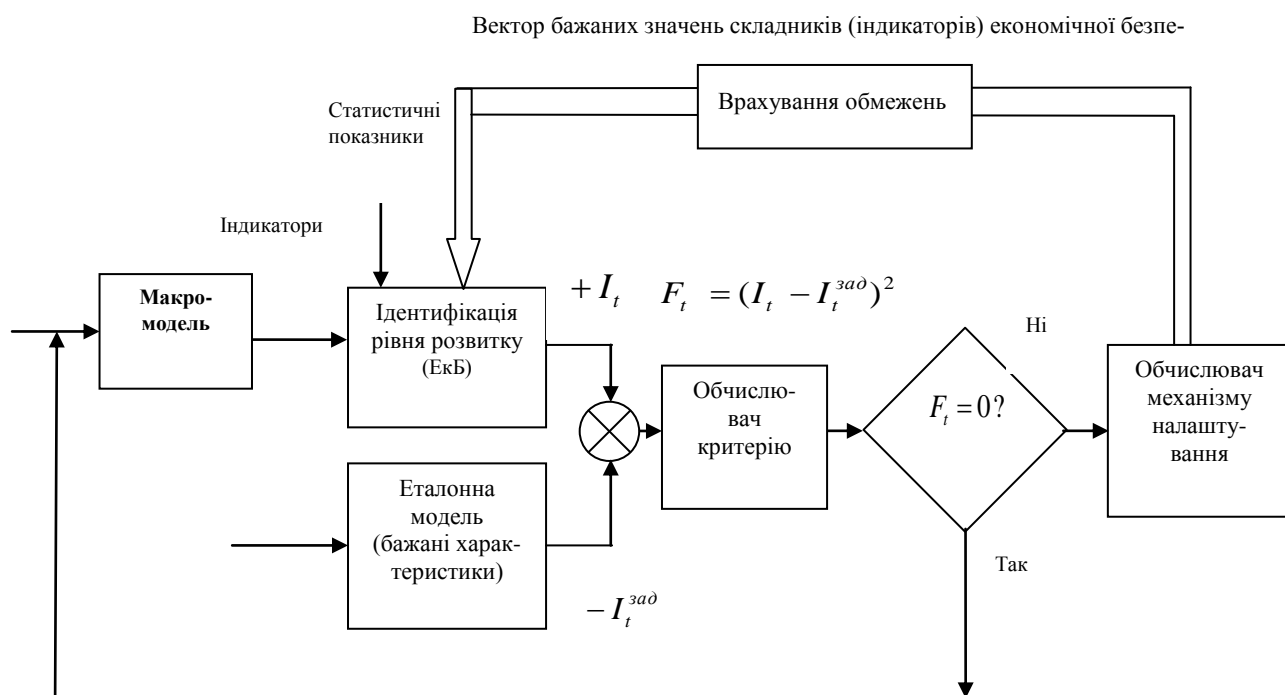 Вектор бажаних значень складників (індикаторів) економічної безпе-
Врахування обмежень
Статистичні
показники
Індикатори
Макро-
модель
Ідентифікація
рівня розвитку
(ЕкБ)
+ I_t
F_t = (I_t − I_t^{зад})^2
Ні
Обчислю-
вач
критерію
F_t = 0?
Обчислювач
механізму
налашту-
вання
Еталонна
модель
(бажані харак-
теристики)
− I_t^{зад}
Так